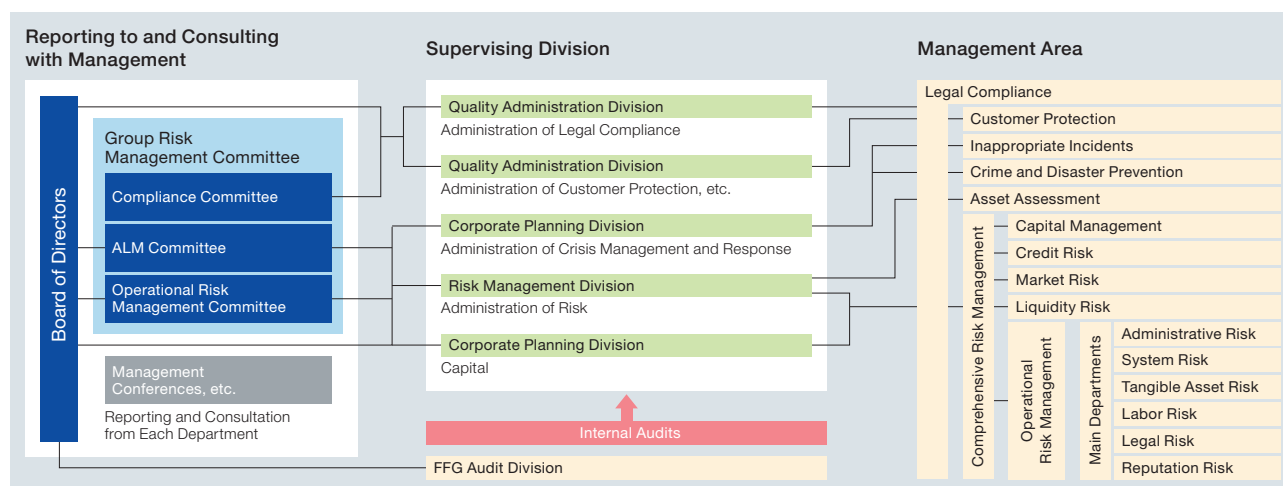 Reporting to and Consulting
with Management
Board of Directors
Group Risk
Management Committee
Compliance Committee
ALM Committee
Operational Risk
Management Committee
Management
Conferences, etc.
Reporting and Consultation
from Each Department
Supervising Division
Quality Administration Division
Administration of Legal Compliance
Quality Administration Division
Administration of Customer Protection, etc.
Corporate Planning Division
Administration of Crisis Management and Response
Risk Management Division
Administration of Risk
Corporate Planning Division
Capital
Internal Audits
FFG Audit Division
Management Area
Legal Compliance
Customer Protection
Inappropriate Incidents
Crime and Disaster Prevention
Asset Assessment
Comprehensive Risk Management
Capital Management
Credit Risk
Market Risk
Liquidity Risk
Operational
Risk Management
Main Departments
Administrative Risk
System Risk
Tangible Asset Risk
Labor Risk
Legal Risk
Reputation Risk